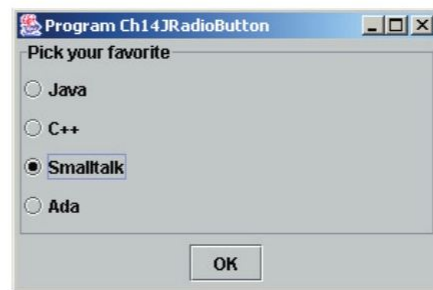 Program Ch14JRadioButton
Pick your favorite
Java
C++
Smalltalk
Ada
OK